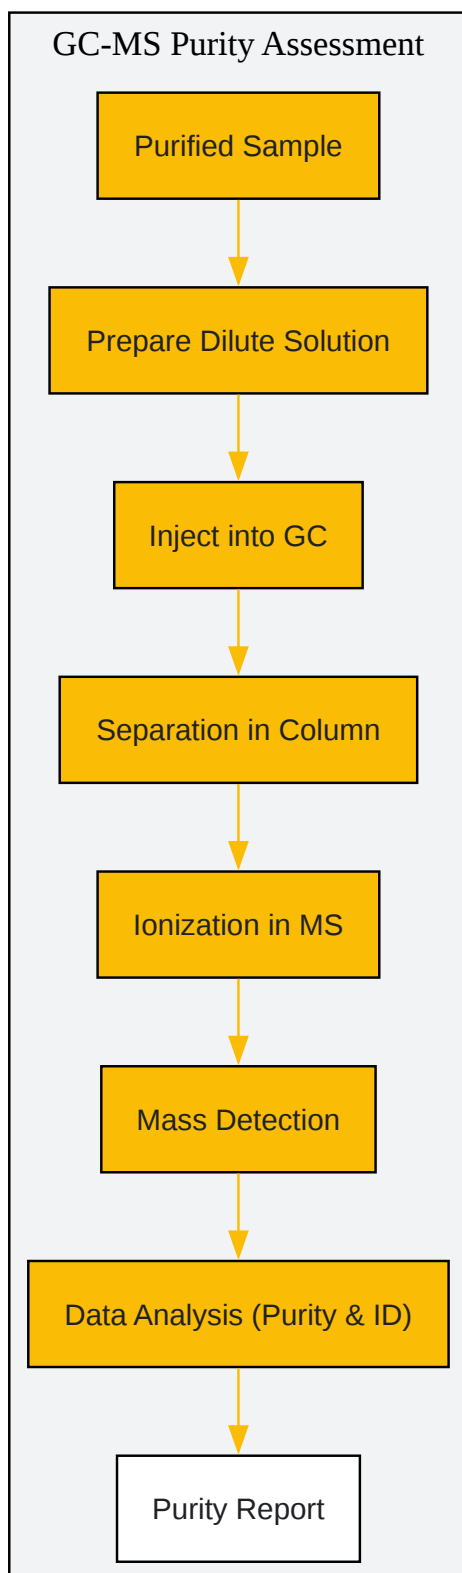 GC-MS Purity Assessment
Purified Sample
Prepare Dilute Solution
Inject into GC
Separation in Column
Ionization in MS
Mass Detection
Data Analysis (Purity & ID)
Purity Report